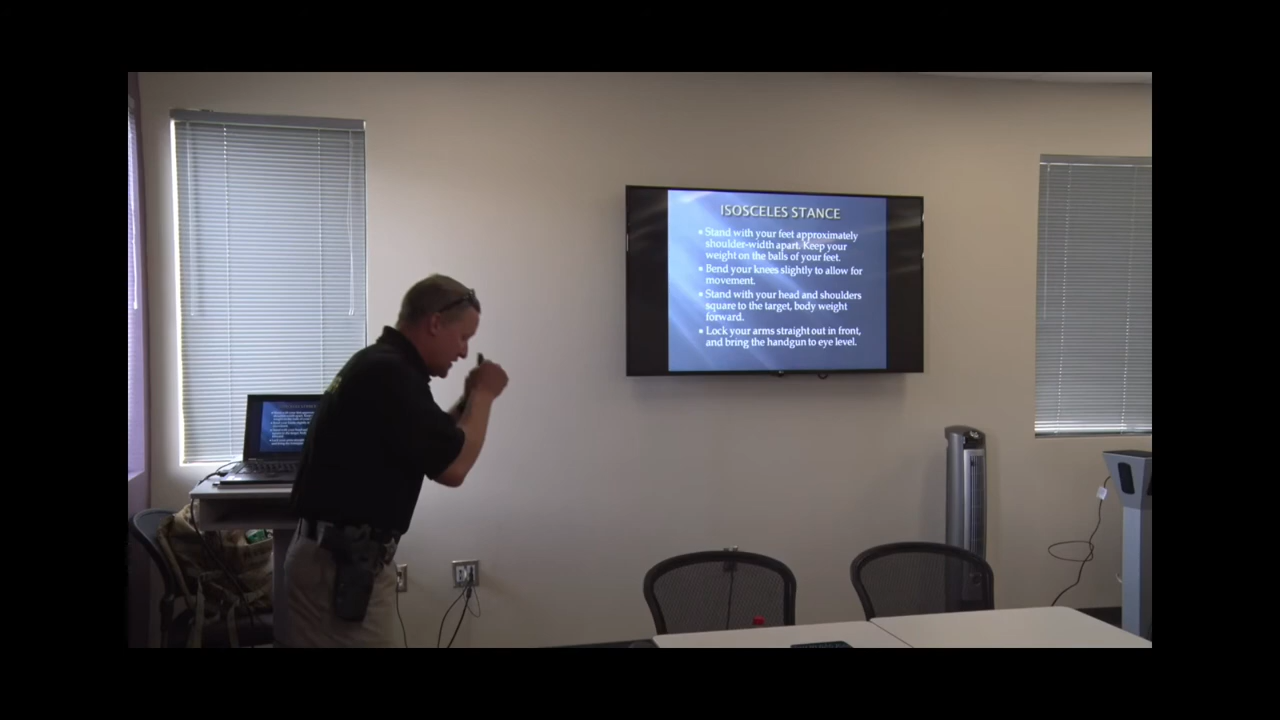 ISOSCELES STANCE
▪ Stand with your feet approximately
shoulder-width apart. Keep your
weight on the balls of your feet.
▪ Bend your knees slightly to allow for
movement.
▪ Stand with your head and shoulders
square to the target, body weight
forward.
▪ Lock your arms straight out in front,
and bring the handgun to eye level.